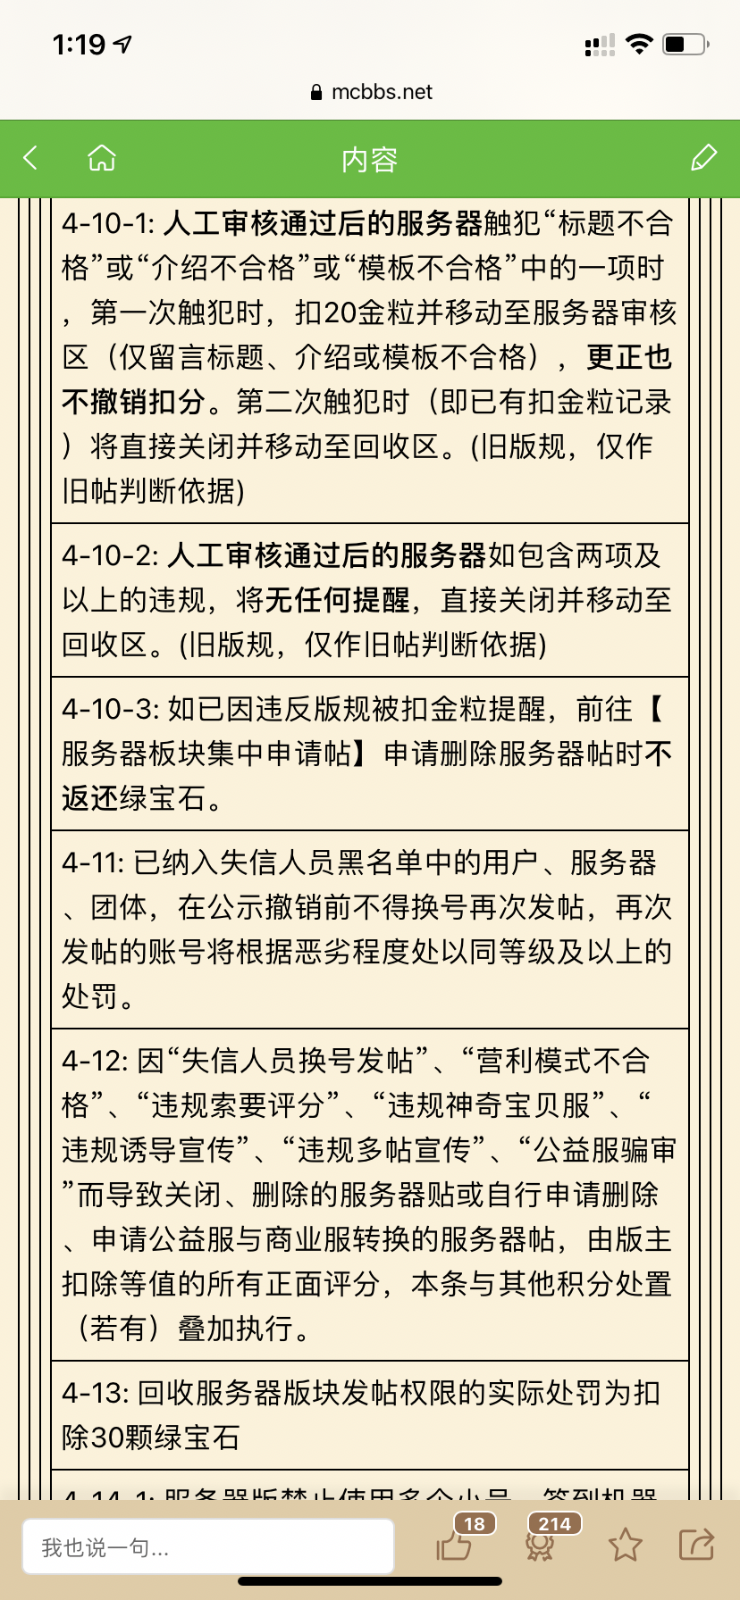 1:19
mcbbs.net
内容
4-10-1: 人工审核通过后的服务器触犯“标题不合
格”或“介绍不合格”或“模板不合格”中的一项时
，第一次触犯时，扣20金粒并移动至服务器审核
区（仅留言标题、介绍或模板不合格），更正也
不撤销扣分。第二次触犯时（即已有扣金粒记录
）将直接关闭并移动至回收区。(旧版规，仅作
旧帖判断依据)
4-10-2: 人工审核通过后的服务器如包含两项及
以上的违规，将无任何提醒，直接关闭并移动至
回收区。(旧版规，仅作旧帖判断依据)
4-10-3: 如已因违反版规被扣金粒提醒，前往【
服务器板块集中申请帖】申请删除服务器帖时不
返还绿宝石。
4-11: 已纳入失信人员黑名单中的用户、服务器
、团体，在公示撤销前不得换号再次发帖，再次
发帖的账号将根据恶劣程度处以同等级及以上的
处罚。
4-12: 因“失信人员换号发帖”、“营利模式不合
格”、“违规索要评分”、“违规神奇宝贝服”、“
违规诱导宣传”、“违规多帖宣传”、“公益服骗审
”而导致关闭、删除的服务器贴或自行申请删除
、申请公益服与商业服转换的服务器帖，由版主
扣除等值的所有正面评分，本条与其他积分处置
（若有）叠加执行。
4-13: 回收服务器版块发帖权限的实际处罚为扣
除30颗绿宝石
4-14-1: 服务器版禁止使用多个小号、签到机器
我也说一句...
18
214